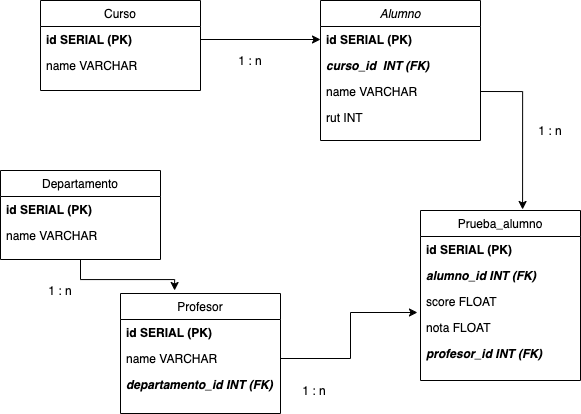 Curso
id SERIAL (PK)
name VARCHAR
1 : n
Alumno
id SERIAL (PK)
curso_id INT (FK)
name VARCHAR
rut INT
1 : n
Departamento
id SERIAL (PK)
name VARCHAR
1 : n
Profesor
id SERIAL (PK)
name VARCHAR
departamento_id INT (FK)
1 : n
Prueba_alumno
id SERIAL (PK)
alumno_id INT (FK)
score FLOAT
nota FLOAT
profesor_id INT (FK)